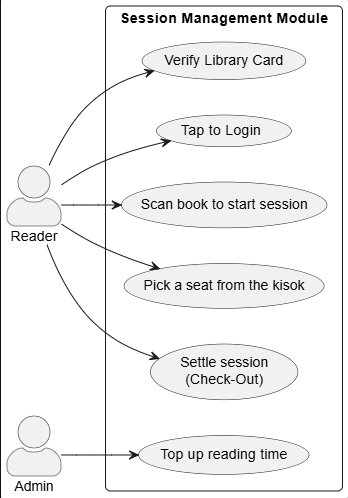 Session Management Module
Verify Library Card
Tap to Login
Scan book to start session
Reader
Pick a seat from the kisok
Settle session
(Check-Out)
Top up reading time
Admin